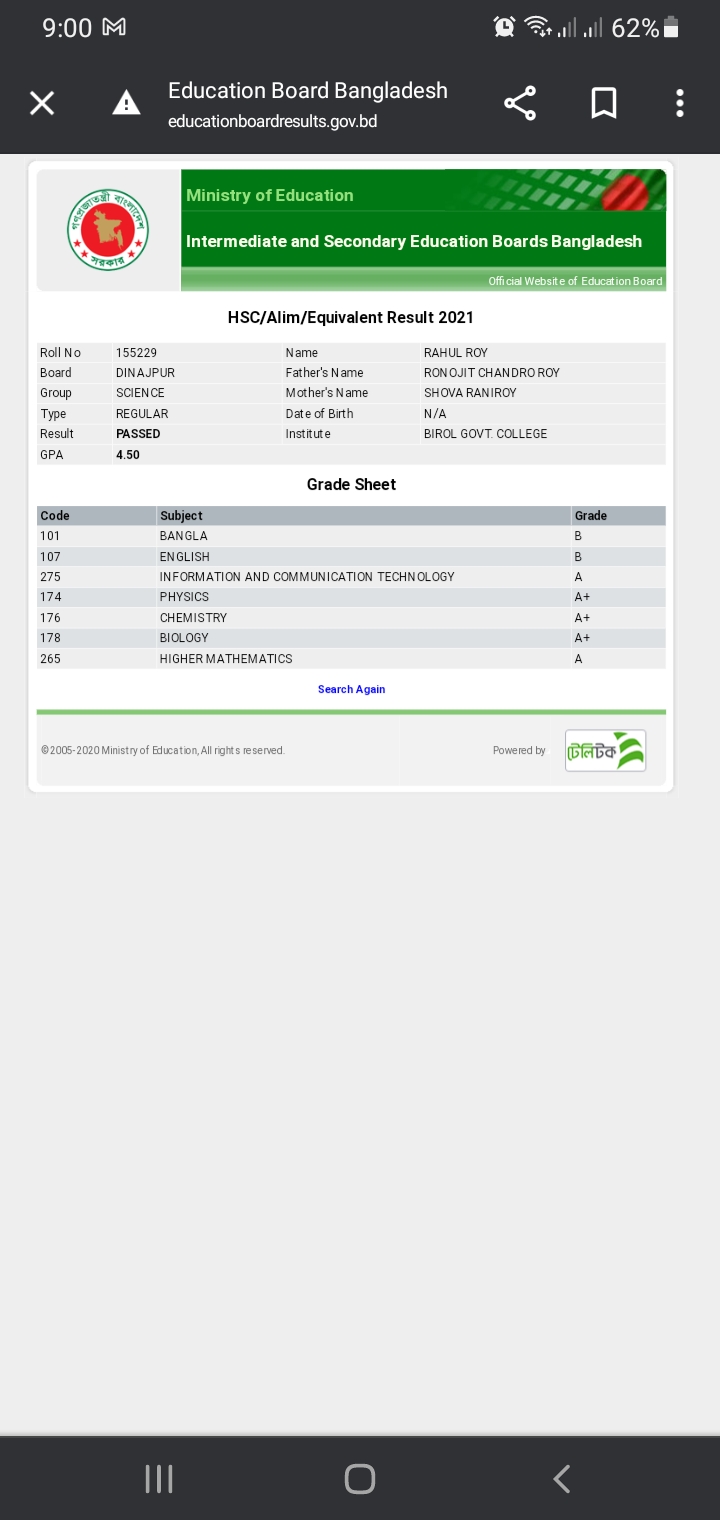 9:00 62%
Education Board Bangladesh
educationboardresults.gov.bd
গণপ্রজাতন্ত্রী বাংলাদেশ
সরকার
Ministry of Education
Intermediate and Secondary Education Boards Bangladesh
Official Website of Education Board
HSC/Alim/Equivalent Result 2021
Roll No 155229 Name RAHUL ROY
Board DINAJPUR Father's Name RONOJIT CHANDRO ROY
Group SCIENCE Mother's Name SHOVA RANIROY
Type REGULAR Date of Birth N/A
Result PASSED Institute BIROL GOVT. COLLEGE
GPA 4.50
Grade Sheet
Code Subject Grade
101 BANGLA B
107 ENGLISH B
275 INFORMATION AND COMMUNICATION TECHNOLOGY A
174 PHYSICS A+
176 CHEMISTRY A+
178 BIOLOGY A+
265 HIGHER MATHEMATICS A
Search Again
©2005-2020 Ministry of Education, All rights reserved. Powered by টেলিটক